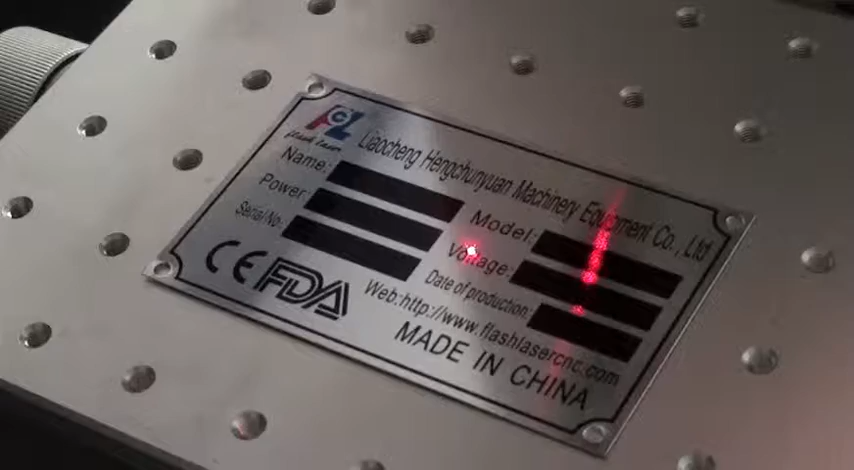 flash laser
Liaocheng Hengchunyuan Machinery Equipment Co., Ltd
Name:
Model:
Power:
Voltage:
Serial No:
Date of production:
CE FDA
Web:http://www.flashlasercnc.com
MADE IN CHINA